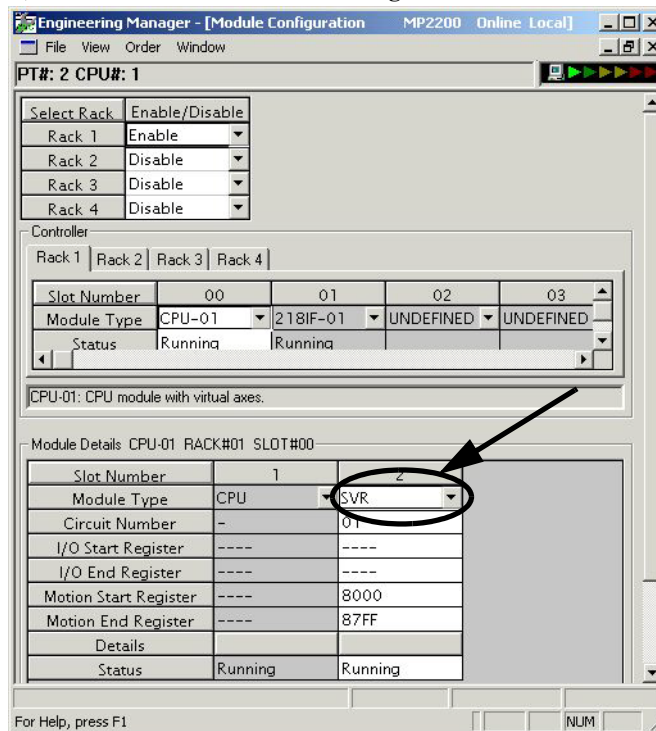 Engineering Manager - [Module Configuration MP2200 Online Local]
File View Order Window
PT#: 2 CPU#: 1
Select Rack Enable/Disable
Rack 1 Enable
Rack 2 Disable
Rack 3 Disable
Rack 4 Disable
Controller
Rack 1 Rack 2 Rack 3 Rack 4
Slot Number 00 01 02 03
Module Type CPU-01 218IF-01 UNDEFINED UNDEFINED
Status Running Running
CPU-01: CPU module with virtual axes.
Module Details CPU-01 RACK#01 SLOT#00
Slot Number 1 2
Module Type CPU SVR
Circuit Number - 01
I/O Start Register ---- ----
I/O End Register ---- ----
Motion Start Register ---- 8000
Motion End Register ---- 87FF
Details
Status Running Running
For Help, press F1 NUM